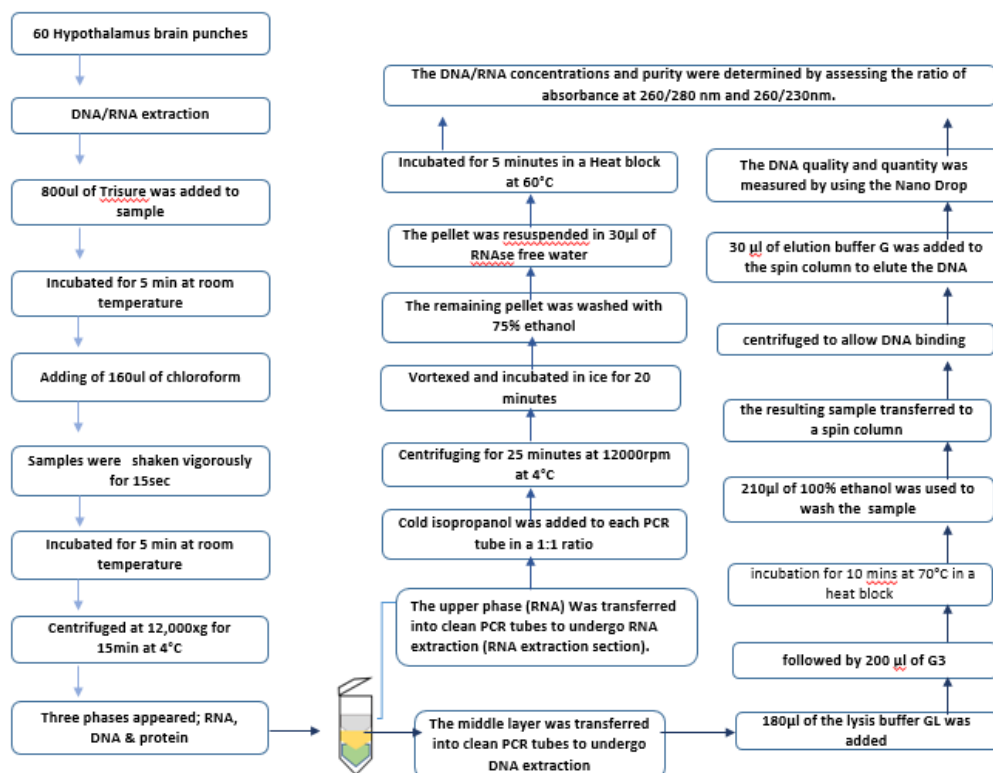 60 Hypothalamus brain punches
DNA/RNA extraction
800ul of Trisure was added to
sample
Incubated for 5 min at room
temperature
Adding of 160ul of chloroform
Samples were shaken vigorously
for 15sec
Incubated for 5 min at room
temperature
Centrifuged at 12,000xg for
15min at 4°C
Three phases appeared; RNA,
DNA & protein
The upper phase (RNA) Was transferred
into clean PCR tubes to undergo RNA
extraction (RNA extraction section).
Cold isopropanol was added to each PCR
tube in a 1:1 ratio
Centrifuging for 25 minutes at 12000rpm
at 4°C
Vortexed and incubated in ice for 20
minutes
The remaining pellet was washed with
75% ethanol
The pellet was resuspended in 30µl of
RNAse free water
Incubated for 5 minutes in a Heat block
at 60°C
The DNA/RNA concentrations and purity were determined by assessing the ratio of
absorbance at 260/280 nm and 260/230nm.
The middle layer was transferred
into clean PCR tubes to undergo
DNA extraction
180µl of the lysis buffer GL was
added
followed by 200 µl of G3
incubation for 10 mins at 70°C in a
heat block
210µl of 100% ethanol was used to
wash the sample
the resulting sample transferred to
a spin column
centrifuged to allow DNA binding
30 µl of elution buffer G was added to
the spin column to elute the DNA
The DNA quality and quantity was
measured by using the Nano Drop